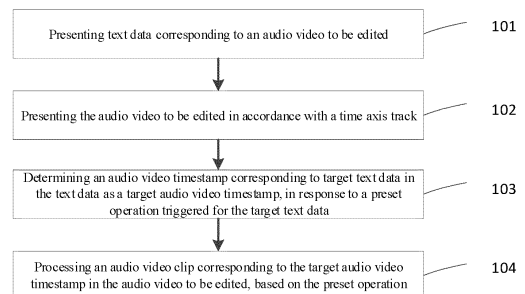 Presenting text data corresponding to an audio video to be edited
101
Presenting the audio video to be edited in accordance with a time axis track
102
Determining an audio video timestamp corresponding to target text data in
the text data as a target audio video timestamp, in response to a preset
operation triggered for the target text data
103
Processing an audio video clip corresponding to the target audio video
timestamp in the audio video to be edited, based on the preset operation
104